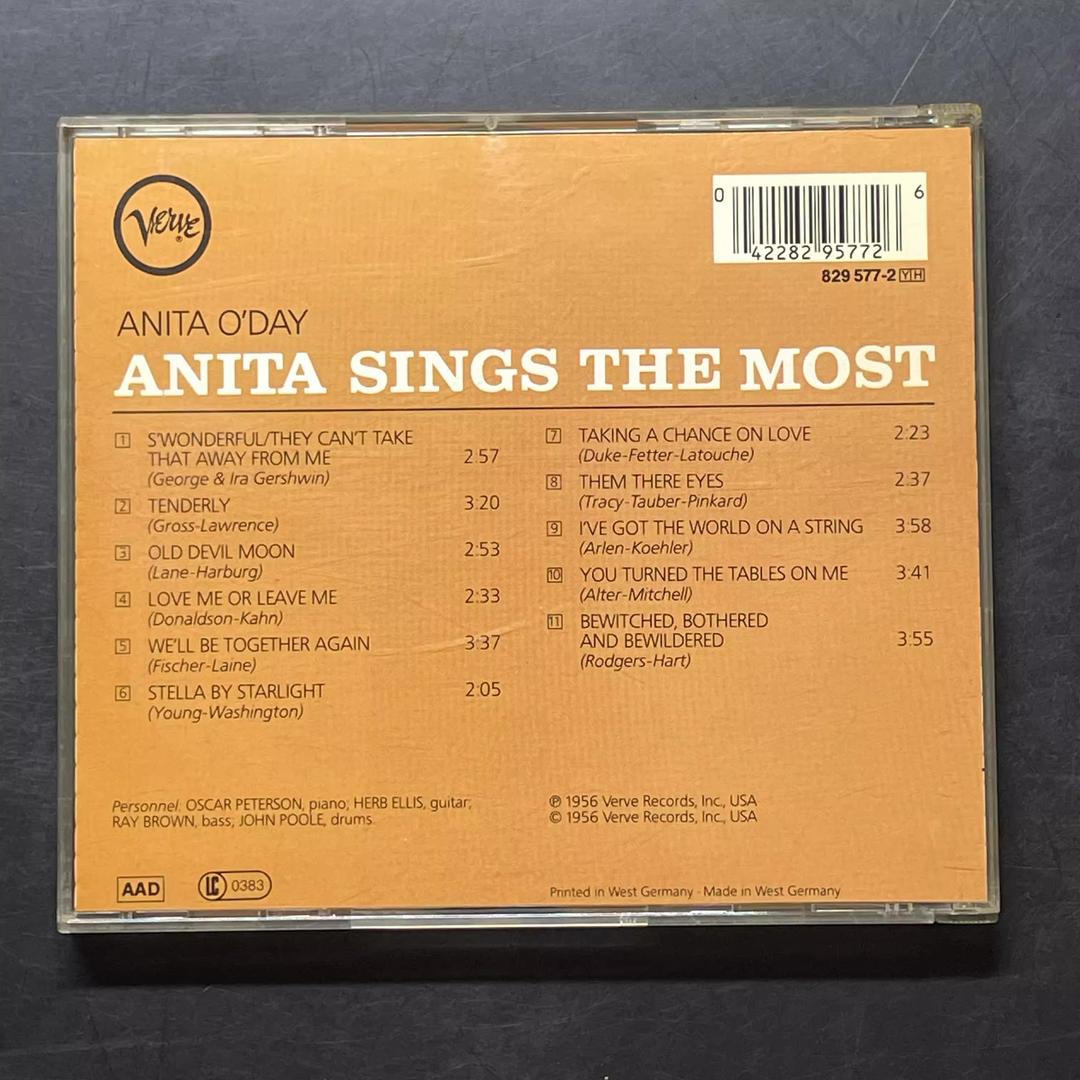 Verve®
0 42282 95772 6
829 577-2 YH
ANITA O'DAY
ANITA SINGS THE MOST
1 S'WONDERFUL/THEY CAN'T TAKE
THAT AWAY FROM ME 2:57
(George & Ira Gershwin)
2 TENDERLY 3:20
(Gross-Lawrence)
3 OLD DEVIL MOON 2:53
(Lane-Harburg)
4 LOVE ME OR LEAVE ME 2:33
(Donaldson-Kahn)
5 WE'LL BE TOGETHER AGAIN 3:37
(Fischer-Laine)
6 STELLA BY STARLIGHT 2:05
(Young-Washington)
7 TAKING A CHANCE ON LOVE 2:23
(Duke-Fetter-Latouche)
8 THEM THERE EYES 2:37
(Tracy-Tauber-Pinkard)
9 I'VE GOT THE WORLD ON A STRING 3:58
(Arlen-Koehler)
10 YOU TURNED THE TABLES ON ME 3:41
(Alter-Mitchell)
11 BEWITCHED, BOTHERED
AND BEWILDERED 3:55
(Rodgers-Hart)
Personnel: OSCAR PETERSON, piano; HERB ELLIS, guitar;
RAY BROWN, bass; JOHN POOLE, drums.
℗ 1956 Verve Records, Inc., USA
© 1956 Verve Records, Inc., USA
AAD
LC 0383
Printed in West Germany · Made in West Germany